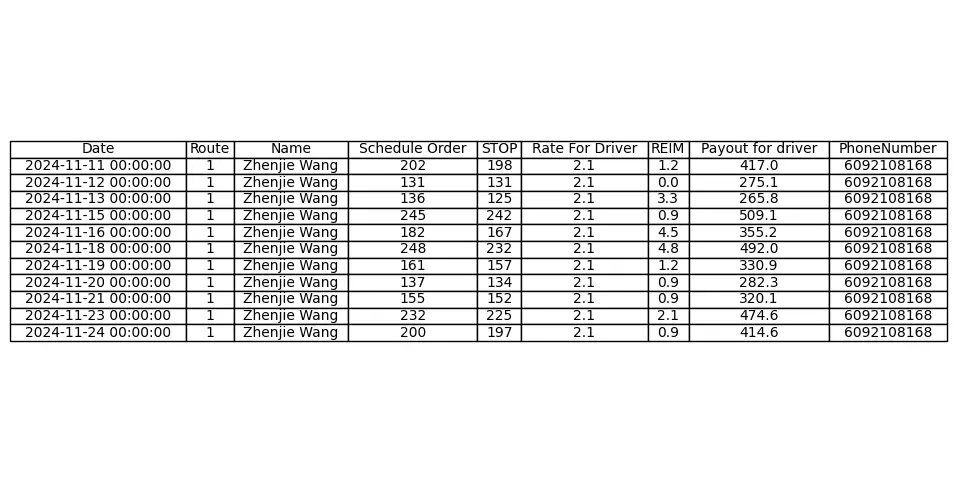 Date Route Name Schedule Order STOP Rate For Driver REIM Payout for driver PhoneNumber
2024-11-11 00:00:00 1 Zhenjie Wang 202 198 2.1 1.2 417.0 6092108168
2024-11-12 00:00:00 1 Zhenjie Wang 131 131 2.1 0.0 275.1 6092108168
2024-11-13 00:00:00 1 Zhenjie Wang 136 125 2.1 3.3 265.8 6092108168
2024-11-15 00:00:00 1 Zhenjie Wang 245 242 2.1 0.9 509.1 6092108168
2024-11-16 00:00:00 1 Zhenjie Wang 182 167 2.1 4.5 355.2 6092108168
2024-11-18 00:00:00 1 Zhenjie Wang 248 232 2.1 4.8 492.0 6092108168
2024-11-19 00:00:00 1 Zhenjie Wang 161 157 2.1 1.2 330.9 6092108168
2024-11-20 00:00:00 1 Zhenjie Wang 137 134 2.1 0.9 282.3 6092108168
2024-11-21 00:00:00 1 Zhenjie Wang 155 152 2.1 0.9 320.1 6092108168
2024-11-23 00:00:00 1 Zhenjie Wang 232 225 2.1 2.1 474.6 6092108168
2024-11-24 00:00:00 1 Zhenjie Wang 200 197 2.1 0.9 414.6 6092108168